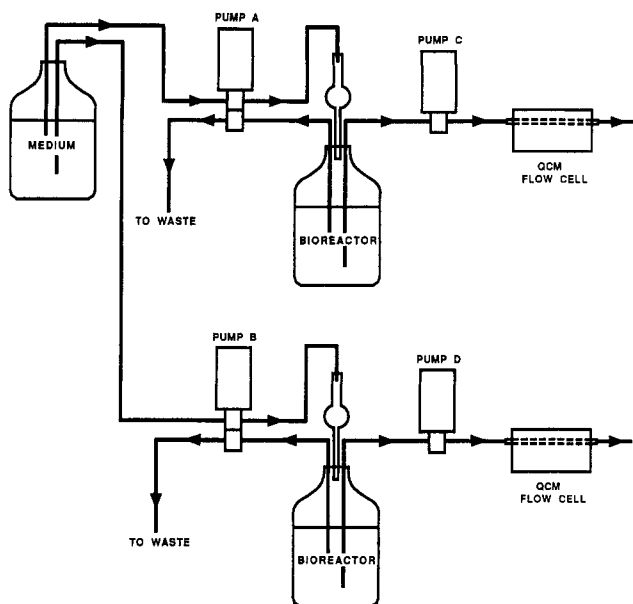 PUMP A
PUMP C
MEDIUM
QCM
FLOW CELL
TO WASTE
BIOREACTOR
PUMP B
PUMP D
QCM
FLOW CELL
TO WASTE
BIOREACTOR